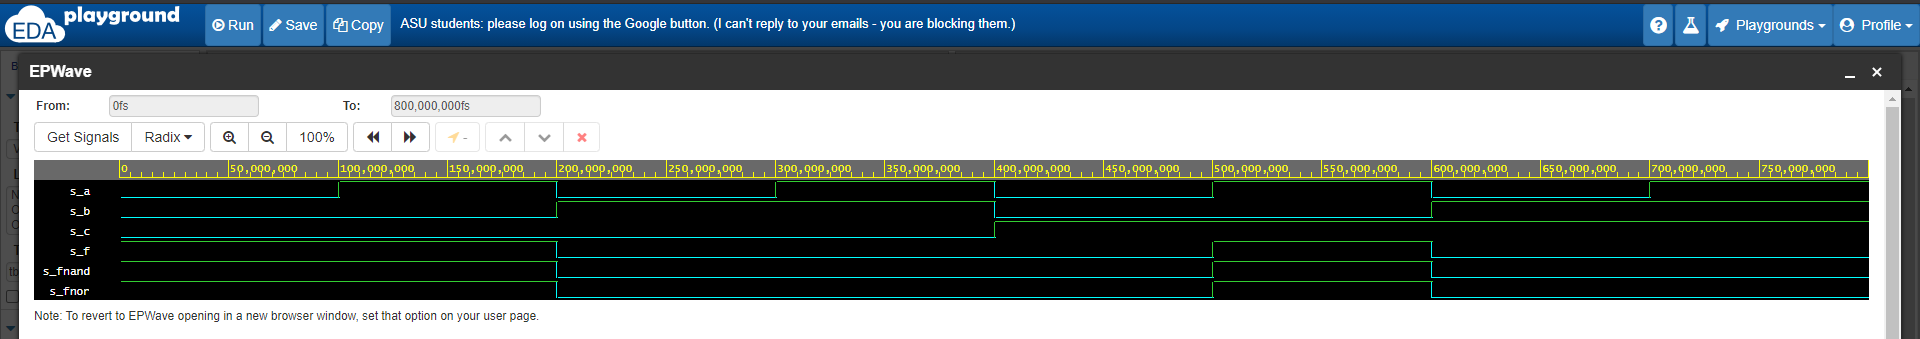 EDA playground Run Save Copy ASU students: please log on using the Google button. (I can't reply to your emails - you are blocking them.) ? Playgrounds Profile
EPWave
From: 0fs To: 800,000,000fs
Get Signals Radix 100% -
0 50,000,000 100,000,000 150,000,000 200,000,000 250,000,000 300,000,000 350,000,000 400,000,000 450,000,000 500,000,000 550,000,000 600,000,000 650,000,000 700,000,000 750,000,000
s_a
s_b
s_c
s_f
s_fnand
s_fnor
Note: To revert to EPWave opening in a new browser window, set that option on your user page.